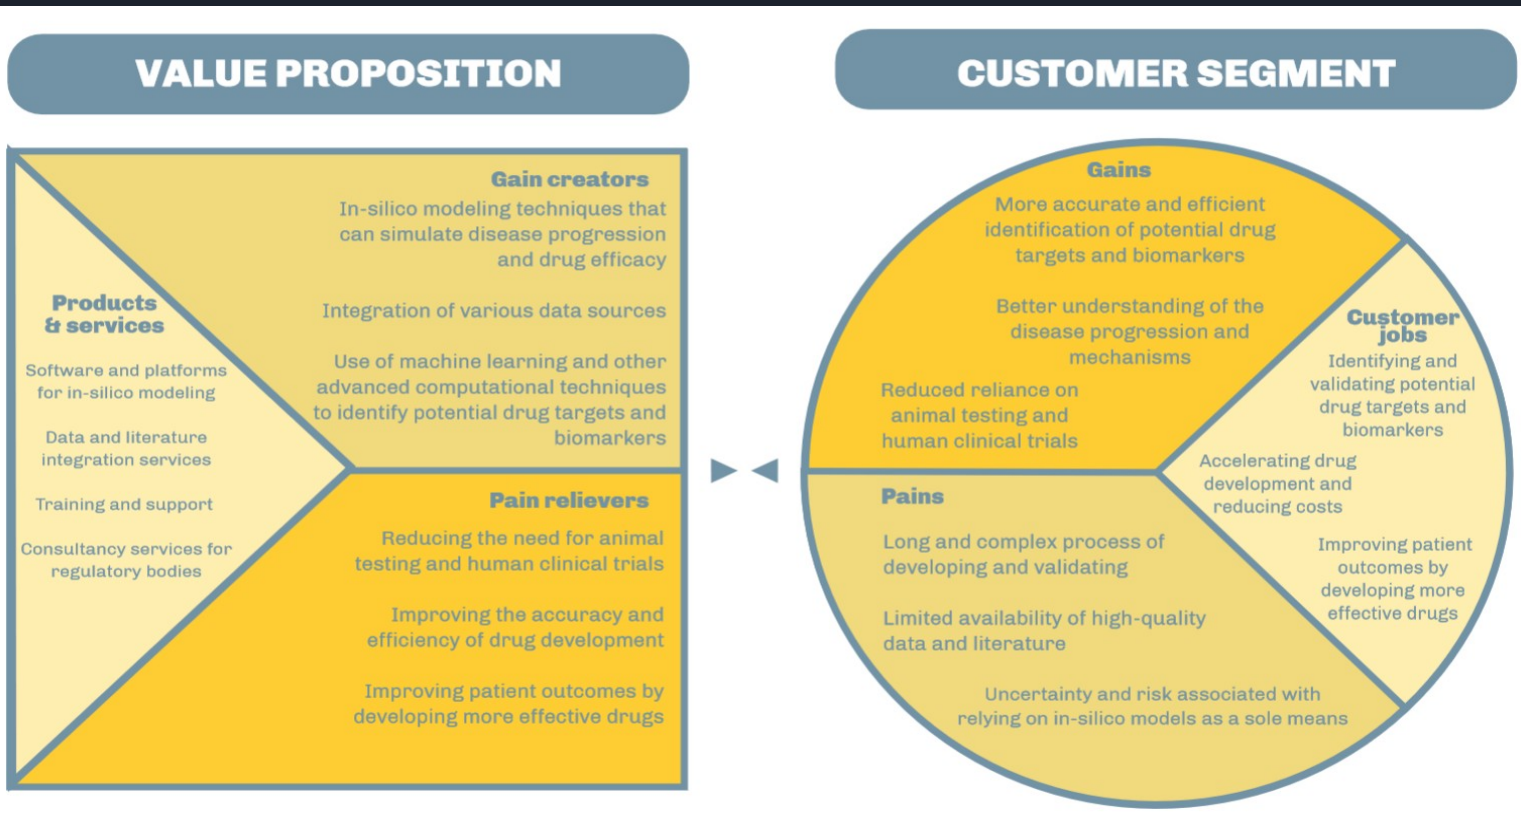 VALUE PROPOSITION
Gain creators
In-silico modeling techniques that
can simulate disease progression
and drug efficacy
Integration of various data sources
Use of machine learning and other
advanced computational techniques
to identify potential drug targets and
biomarkers
Products
& services
Software and platforms
for in-silico modeling
Data and literature
integration services
Training and support
Consultancy services for
regulatory bodies
Pain relievers
Reducing the need for animal
testing and human clinical trials
Improving the accuracy and
efficiency of drug development
Improving patient outcomes by
developing more effective drugs
CUSTOMER SEGMENT
Gains
More accurate and efficient
identification of potential drug
targets and biomarkers
Better understanding of the
disease progression and
mechanisms
Reduced reliance on
animal testing and
human clinical trials
Customer
jobs
Identifying and
validating potential
drug targets and
biomarkers
Accelerating drug
development and
reducing costs
Improving patient
outcomes by
developing more
effective drugs
Pains
Long and complex process of
developing and validating
Limited availability of high-quality
data and literature
Uncertainty and risk associated with
relying on in-silico models as a sole means